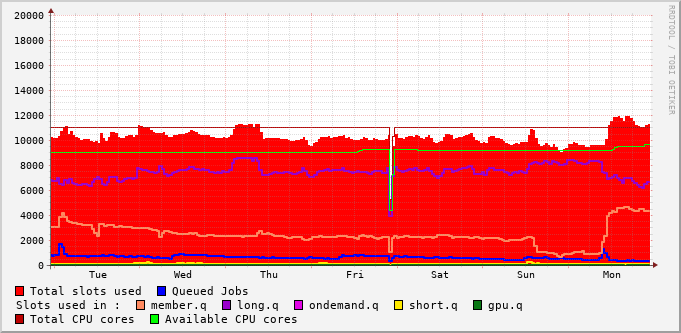 20000
18000
16000
14000
12000
10000
8000
6000
4000
2000
0
Tue Wed Thu Fri Sat Sun Mon
RRDTOOL / TOBI OETIKER
Total slots used Queued Jobs
Slots used in : member.q long.q ondemand.q short.q gpu.q
Total CPU cores Available CPU cores